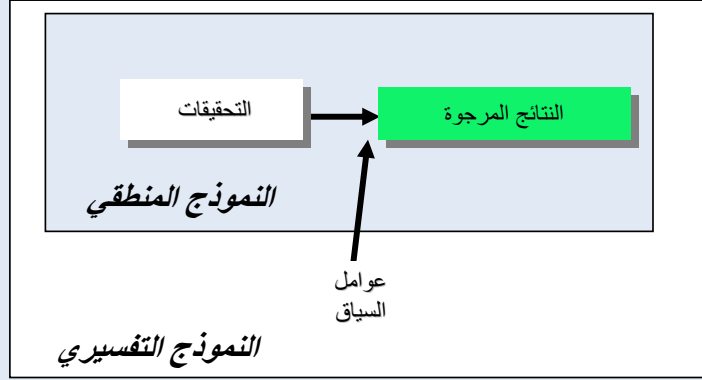 التحقيقات
النتائج المرجوة
النموذج المنطقي
عوامل
السياق
النموذج التفسيري